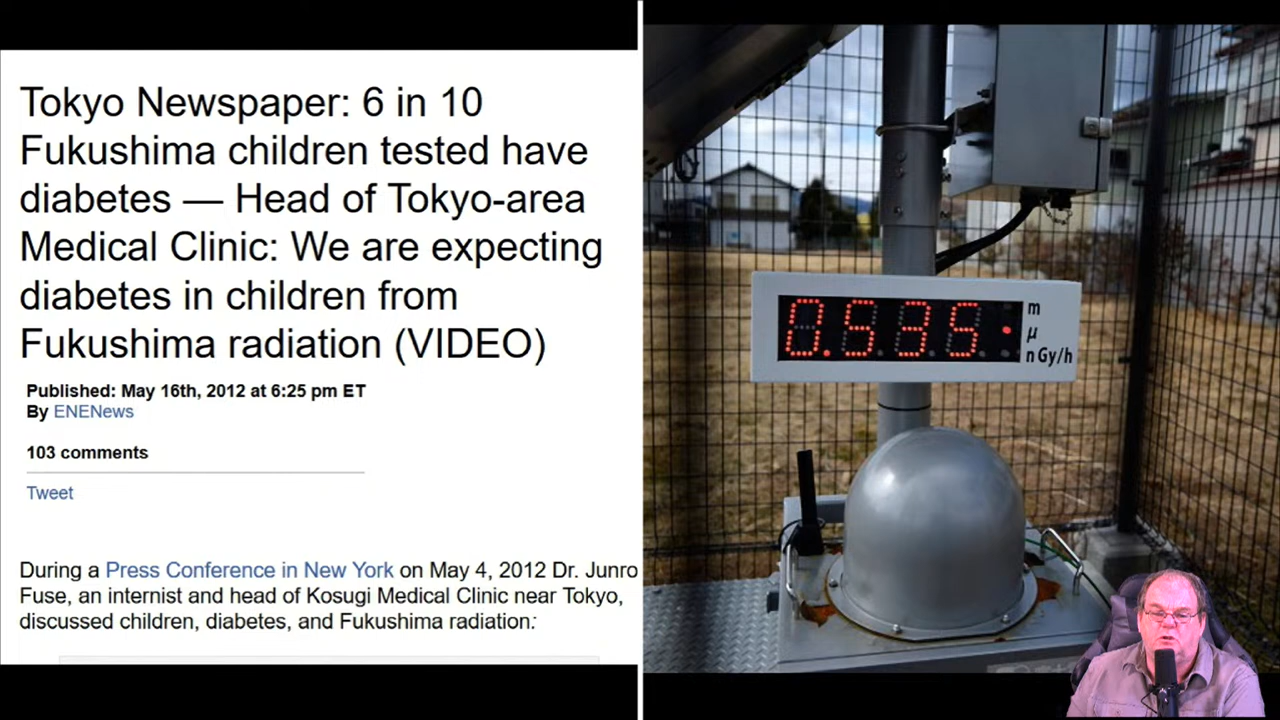 Tokyo Newspaper: 6 in 10
Fukushima children tested have
diabetes — Head of Tokyo-area
Medical Clinic: We are expecting
diabetes in children from
Fukushima radiation (VIDEO)
Published: May 16th, 2012 at 6:25 pm ET
By ENENews
103 comments
Tweet
During a Press Conference in New York on May 4, 2012 Dr. Junro
Fuse, an internist and head of Kosugi Medical Clinic near Tokyo,
discussed children, diabetes, and Fukushima radiation:
0.535
m
μ
n Gy/h